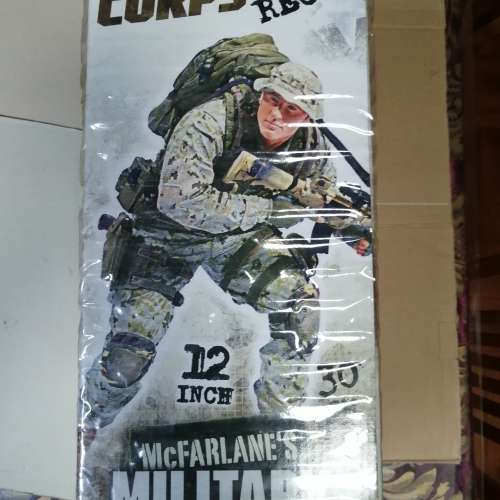 CORPS
REC
12
INCH
30
McFARLANE'S
MILITAR